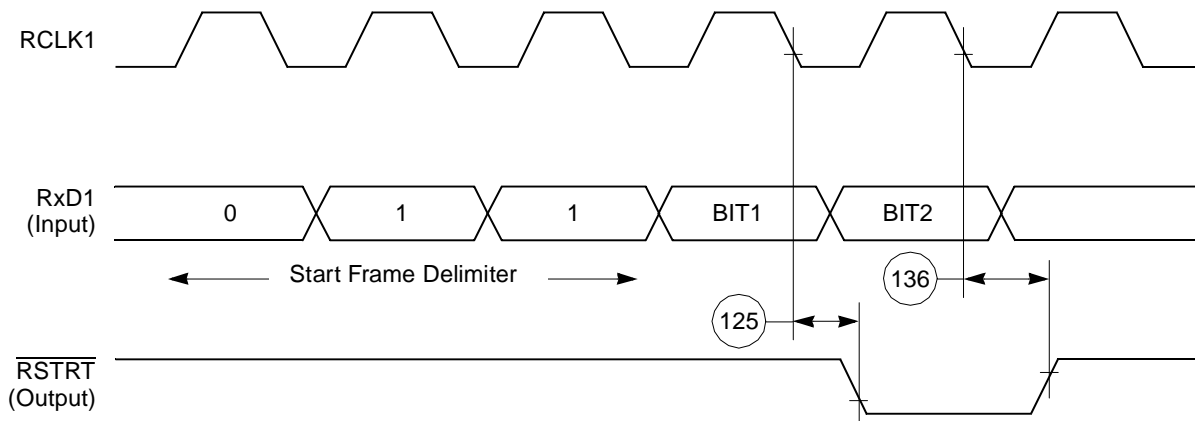 RCLK1
RxD1
(Input)
0
1
1
BIT1
BIT2
Start Frame Delimiter
136
125
RSTRT
(Output)